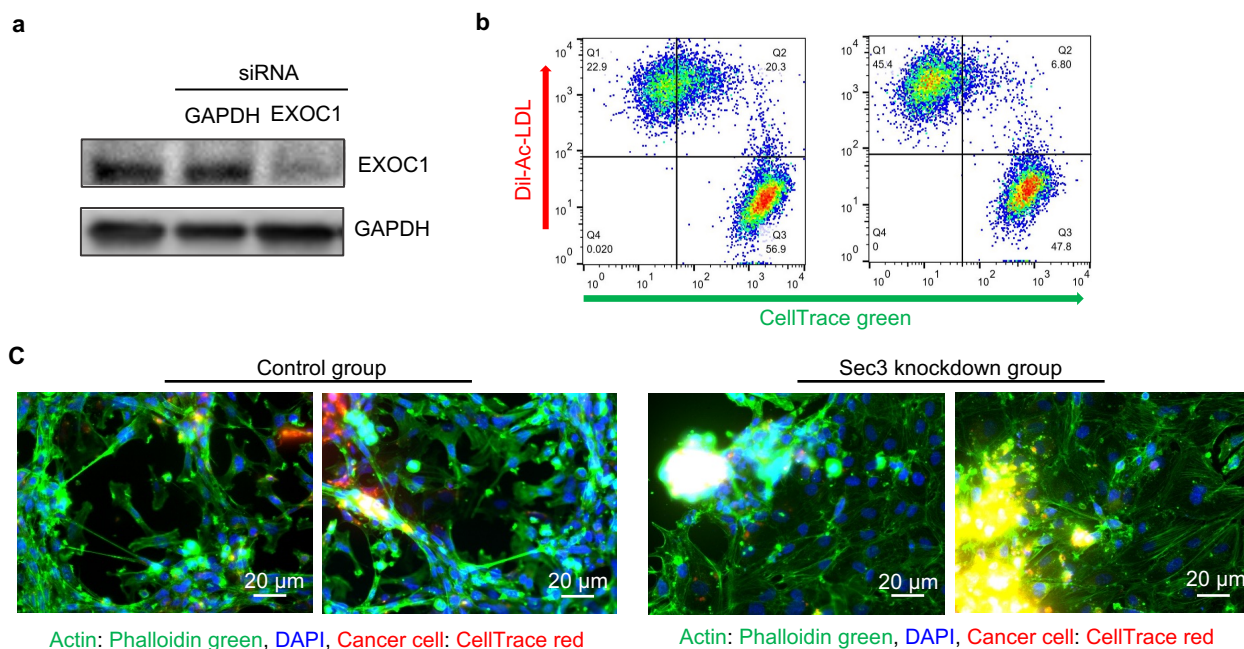 a
siRNA
GAPDH EXOC1
EXOC1
GAPDH
b
Dil-Ac-LDL
10⁴
10³
10²
10¹
10⁰
Q1
22.9
Q2
20.3
Q4
0.020
Q3
56.9
10⁰ 10¹ 10² 10³ 10⁴
10⁴
10³
10²
10¹
10⁰
Q1
45.4
Q2
6.80
Q4
0
Q3
47.8
10⁰ 10¹ 10² 10³ 10⁴
CellTrace green
C
Control group
20 µm
20 µm
Actin: Phalloidin green, DAPI, Cancer cell: CellTrace red
Sec3 knockdown group
20 µm
20 µm
Actin: Phalloidin green, DAPI, Cancer cell: CellTrace red